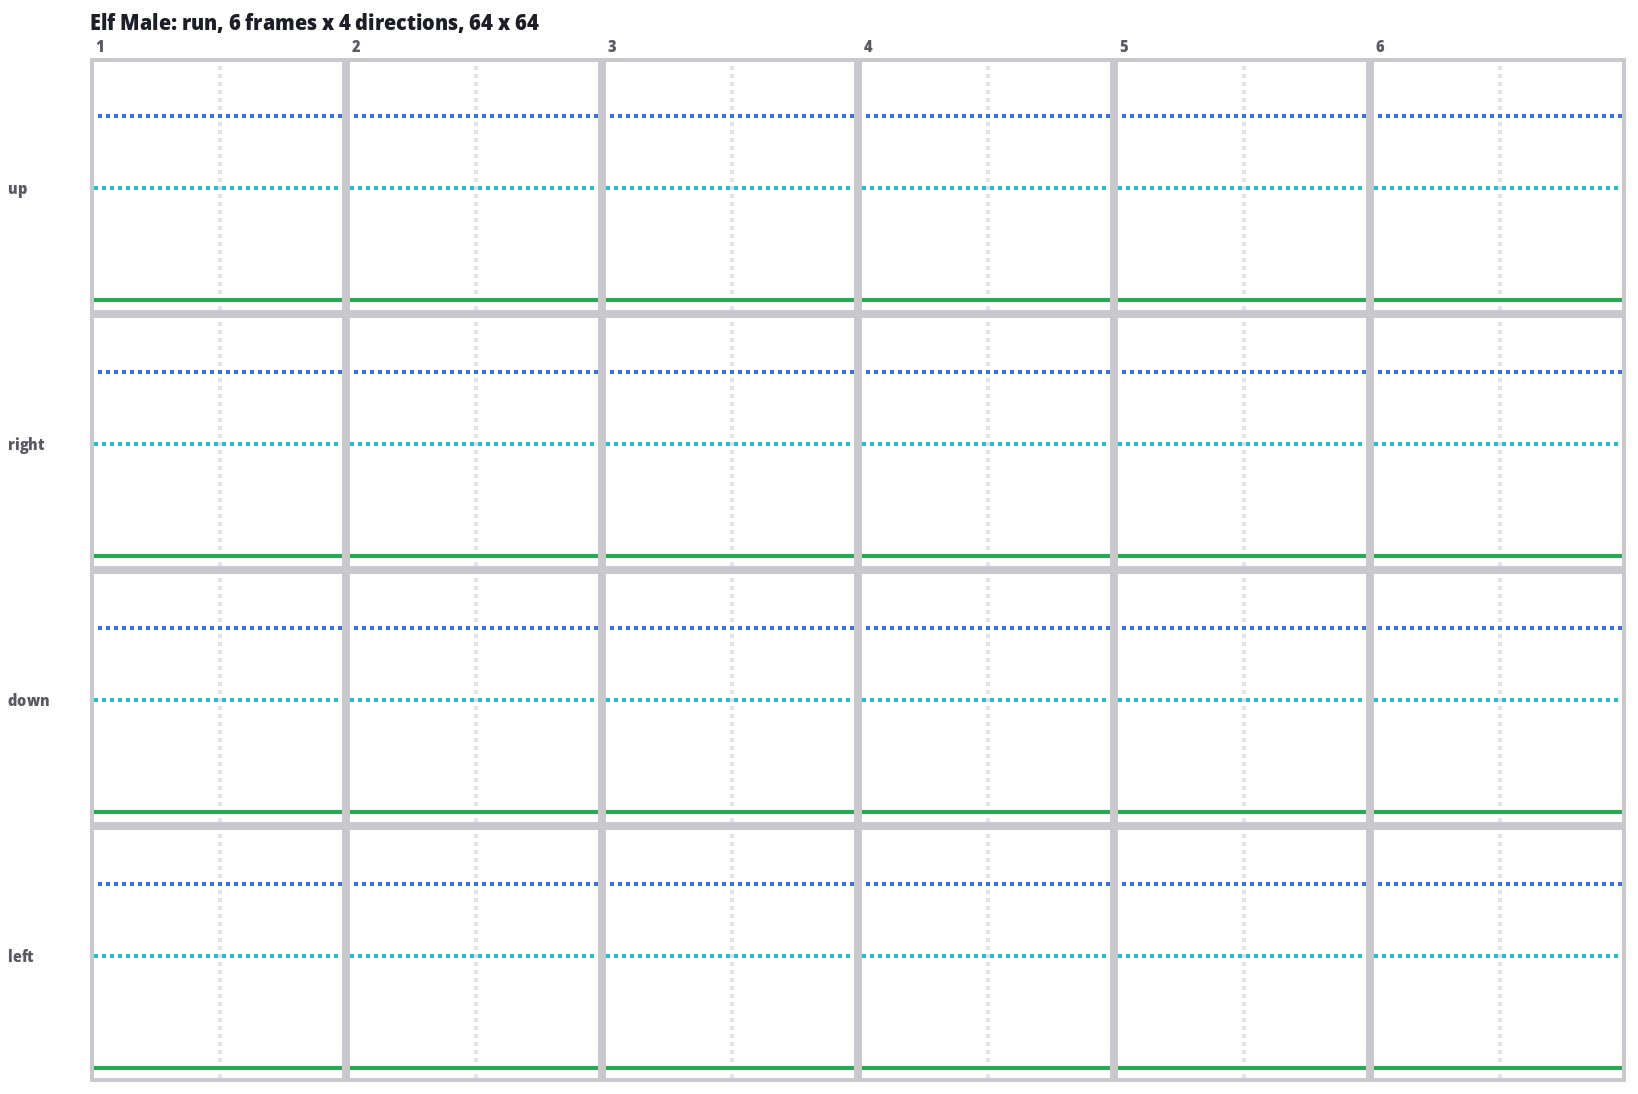 Elf Male: run, 6 frames x 4 directions, 64 x 64
1 2 3 4 5 6
up
right
down
left